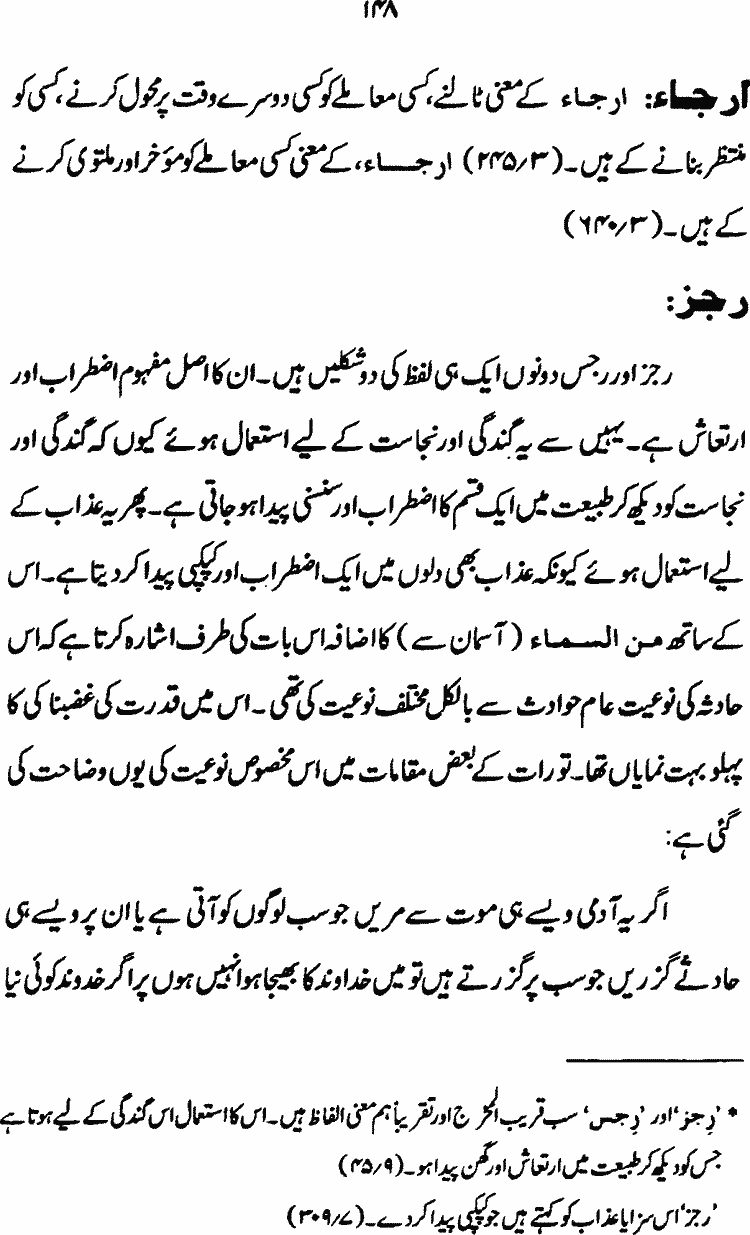 ۱۴۸
ارجاء: ارجاء کے معنی ٹالنے، کسی معاملے کو کسی دوسرے وقت پر محول کرنے، کسی کو
منتظر بنانے کے ہیں۔ (۲۴۵/۳) ارجاء، کے معنی کسی معاملے کو مؤخر اور ملتوی کرنے
کے ہیں۔ (۶۴۰/۳)
رجز:
رجز اور رجس دونوں ایک ہی لفظ کی دو شکلیں ہیں۔ ان کا اصل مفہوم اضطراب اور
ارتعاش ہے۔ یہیں سے یہ گندگی اور نجاست کے لیے استعمال ہوئے کیوں کہ گندگی اور
نجاست کو دیکھ کر طبیعت میں ایک قسم کا اضطراب اور سنسنی پیدا ہو جاتی ہے۔ پھر یہ عذاب کے
لیے استعمال ہوئے کیونکہ عذاب بھی دلوں میں ایک اضطراب اور کپکپی پیدا کر دیتا ہے۔ اس
کے ساتھ من السماء (آسمان سے) کا اضافہ اس بات کی طرف اشارہ کرتا ہے کہ اس
حادثہ کی نوعیت عام حوادث سے بالکل مختلف نوعیت کی تھی۔ اس میں قدرت کی غضبناکی کا
پہلو بہت نمایاں تھا۔ تورات کے بعض مقامات میں اس مخصوص نوعیت کی یوں وضاحت کی
گئی ہے:
اگر یہ آدمی ویسے ہی موت سے مریں جو سب لوگوں کو آتی ہے یا ان پر ویسے ہی
حادثے گزریں جو سب پر گزرتے ہیں تو میں خداوند کا بھیجا ہوا نہیں ہوں پر اگر خدوند کوئی نیا
* ’رِجز‘ اور ’رِجس‘ سب قریب المخرج اور تقریباً ہم معنی الفاظ ہیں۔ اس کا استعمال اس گندگی کے لیے ہوتا ہے
جس کو دیکھ کر طبیعت میں ارتعاش اور گھن پیدا ہو۔ (۴۵/۹)
’رجز‘ اس سزا یا عذاب کو کہتے ہیں جو کپکپی پیدا کر دے۔ (۳۰۹/۷)